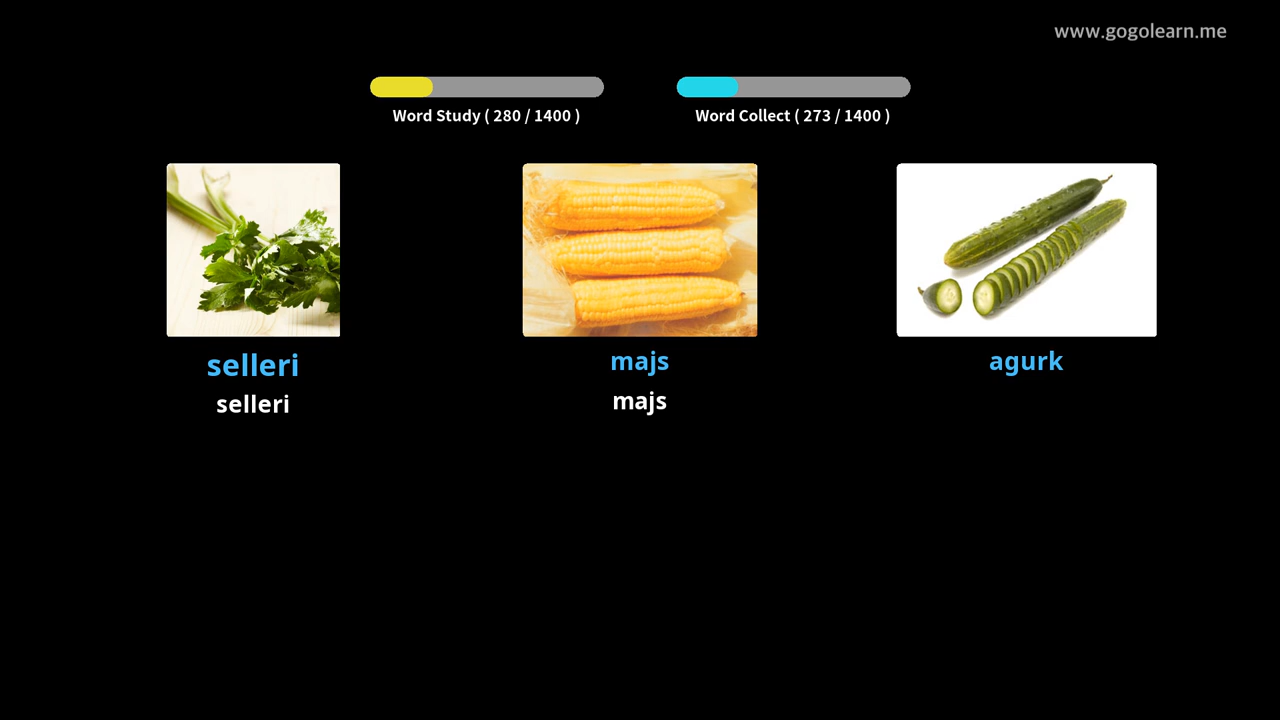 www.gogolearn.me
Word Study ( 280 / 1400 )
Word Collect ( 273 / 1400 )
selleri
selleri
majs
majs
agurk